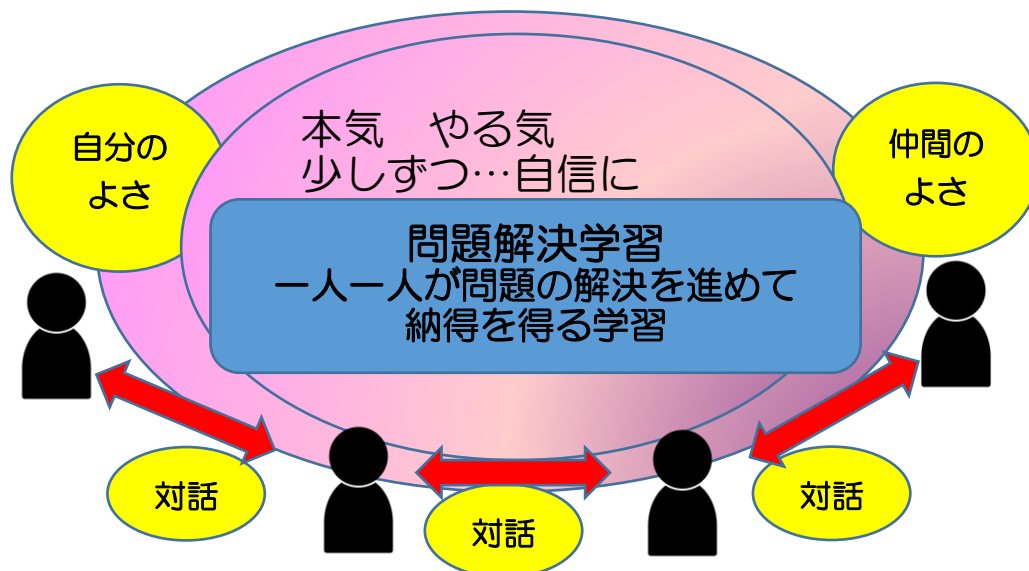 本気　やる気
少しずつ…自信に
自分の
よさ
仲間の
よさ
問題解決学習
一人一人が問題の解決を進めて
納得を得る学習
対話
対話
対話